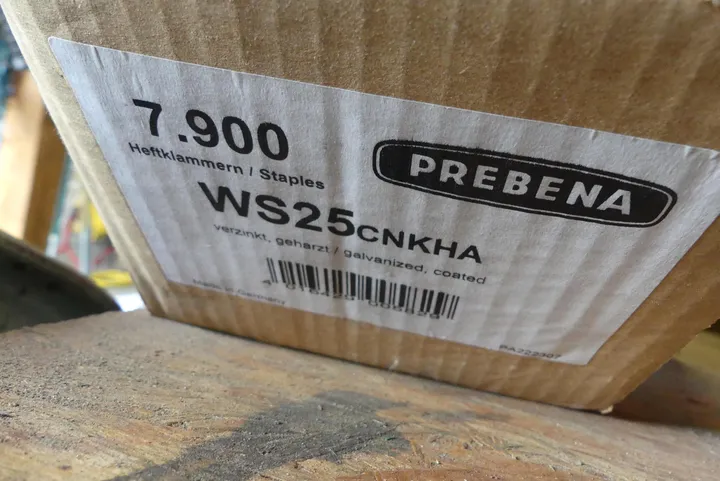 7.900
Heftklammern / Staples
PREBENA
WS25CNKHA
verzinkt, geharzt / galvanized, coated
Made in Germany